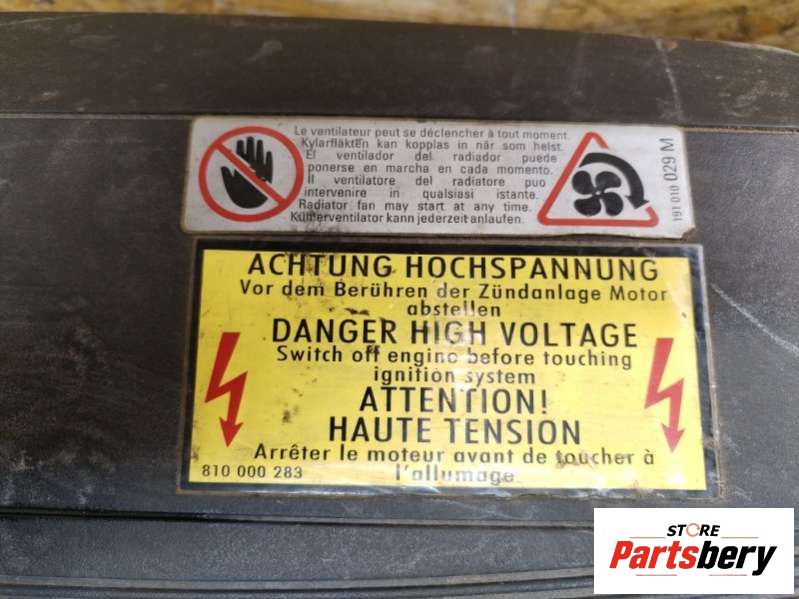 Le ventilateur peut se déclencher à tout moment.
Kylarfläkten kan kopplas in när som helst.
El ventilador del radiador puede
ponerse en marcha en cada momento.
Il ventilatore del radiatore puo
intervenire in qualsiasi istante.
Radiator fan may start at any time.
Kühlerventilator kann jederzeit anlaufen.
191 010 029 M
ACHTUNG HOCHSPANNUNG
Vor dem Berühren der Zündanlage Motor
abstellen
DANGER HIGH VOLTAGE
Switch off engine before touching
ignition system
ATTENTION!
HAUTE TENSION
Arrêter le moteur avant de toucher à
l'allumage
810 000 283
STORE
Partsbery